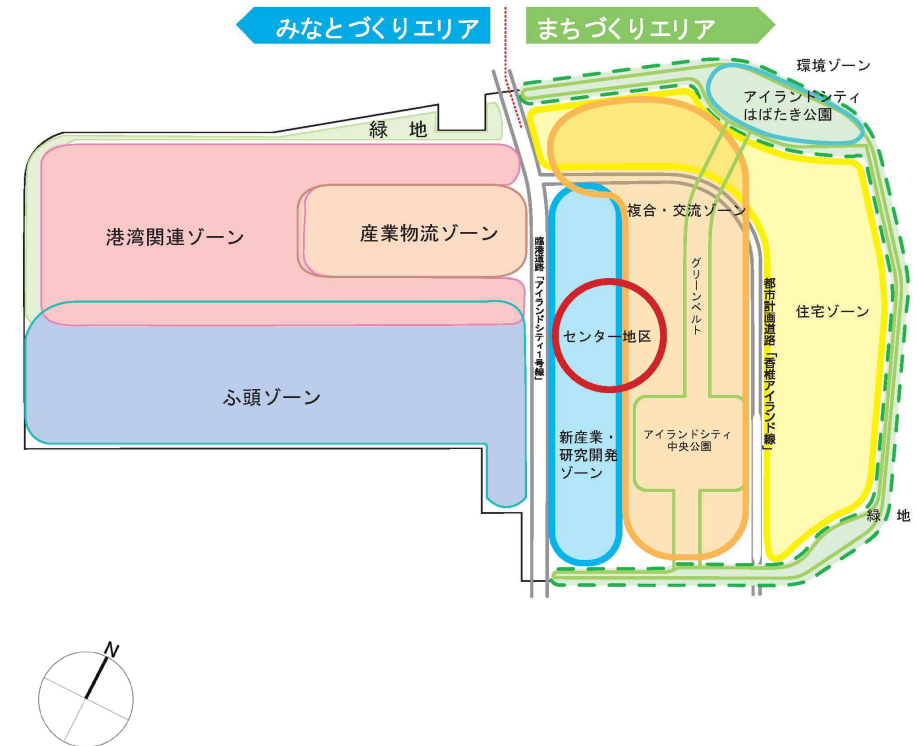 みなとづくりエリア
まちづくりエリア
環境ゾーン
アイランドシティ
はばたき公園
緑　地
港湾関連ゾーン
産業物流ゾーン
複合・交流ゾーン
臨港道路「アイランドシティ1号線」
グリーンベルト
都市計画道路「香椎アイランド線」
住宅ゾーン
センター地区
ふ頭ゾーン
新産業・
研究開発
ゾーン
アイランドシティ
中央公園
緑　地
N